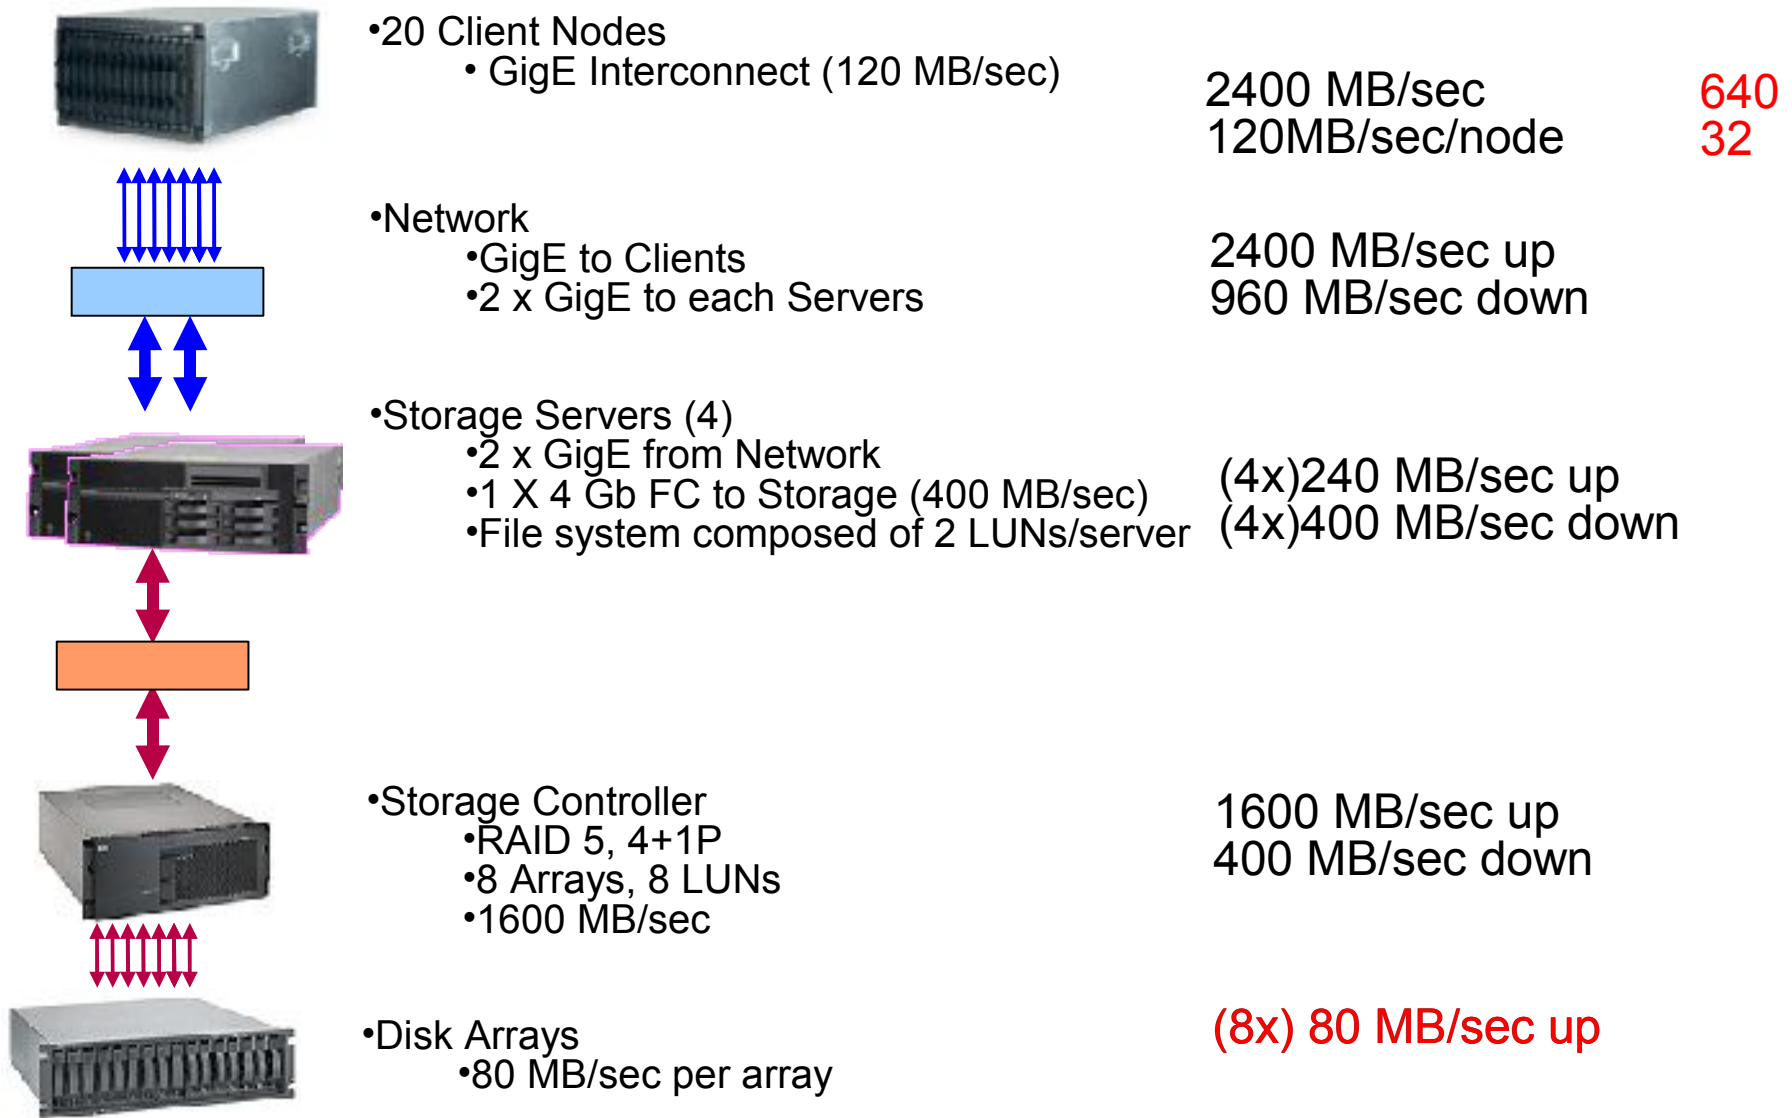 •20 Client Nodes
• GigE Interconnect (120 MB/sec)
2400 MB/sec
120MB/sec/node
640
32
•Network
•GigE to Clients
•2 x GigE to each Servers
2400 MB/sec up
960 MB/sec down
•Storage Servers (4)
•2 x GigE from Network
•1 X 4 Gb FC to Storage (400 MB/sec)
•File system composed of 2 LUNs/server
(4x)240 MB/sec up
(4x)400 MB/sec down
•Storage Controller
•RAID 5, 4+1P
•8 Arrays, 8 LUNs
•1600 MB/sec
1600 MB/sec up
400 MB/sec down
•Disk Arrays
•80 MB/sec per array
(8x) 80 MB/sec up